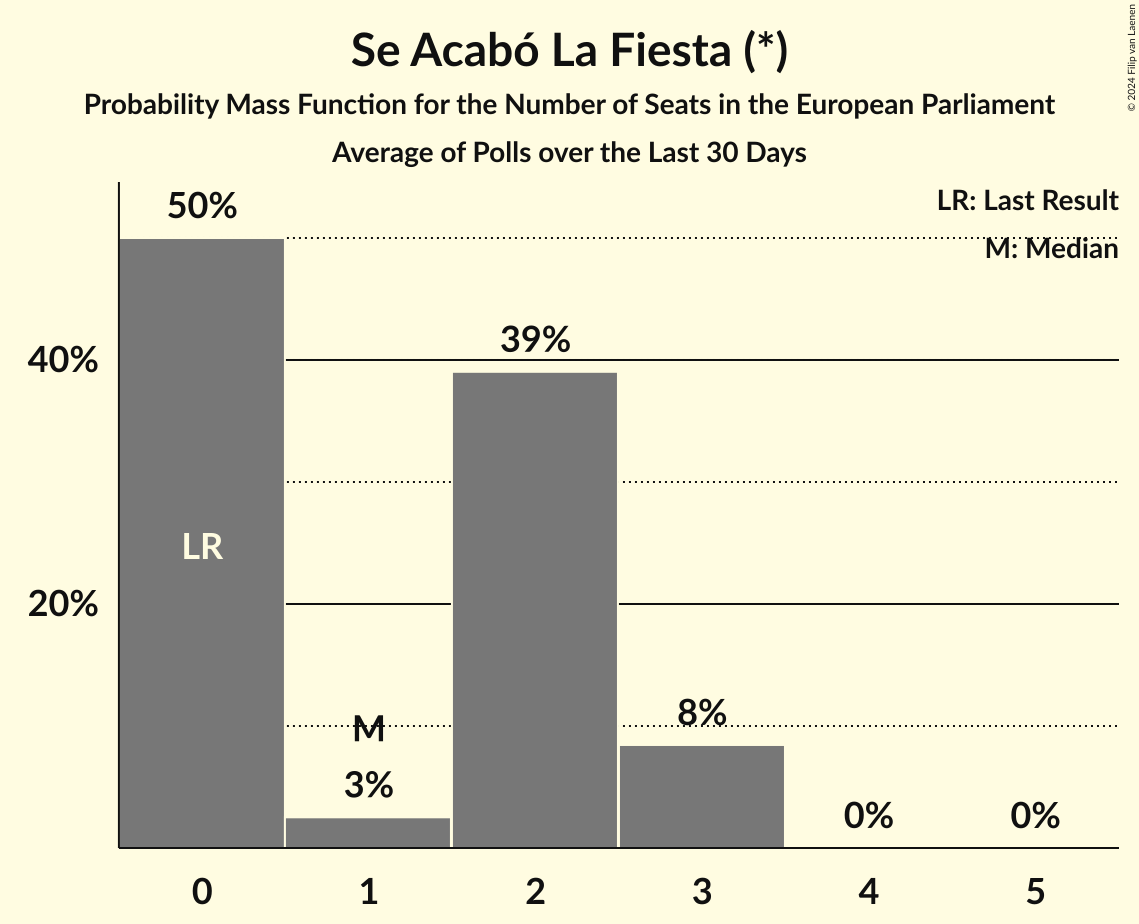 Se Acabó La Fiesta (*)
Probability Mass Function for the Number of Seats in the European Parliament
Average of Polls over the Last 30 Days
© 2024 Filip van Laenen
LR: Last Result
M: Median
50%
40%
39%
20%
LR
M
3%
8%
0%
0%
0 1 2 3 4 5